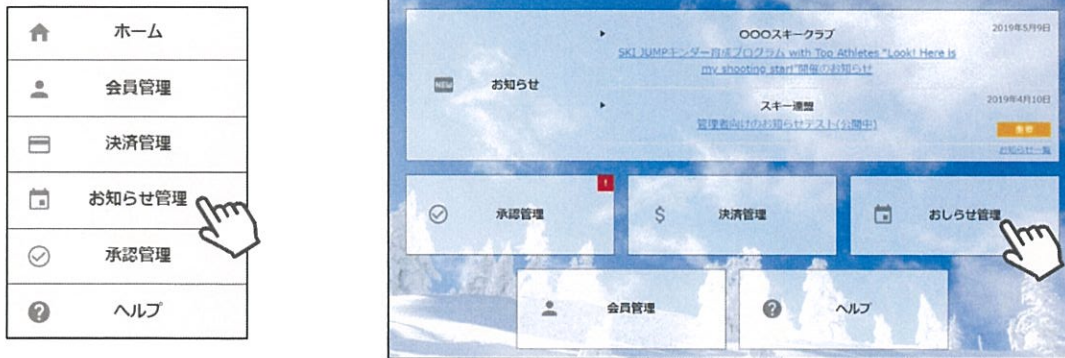 ホーム
会員管理
決済管理
お知らせ管理
承認管理
ヘルプ
NEW
お知らせ
OOOスキークラブ
2019年5月9日
SKI JUMPキンダー育成プログラム with Top Athletes "Look! Here is
my shooting star!"開催のお知らせ
スキー連盟
2019年4月10日
管理者向けのお知らせテスト(公開中)
重要
お知らせ一覧
!
承認管理
$
決済管理
おしらせ管理
会員管理
?
ヘルプ